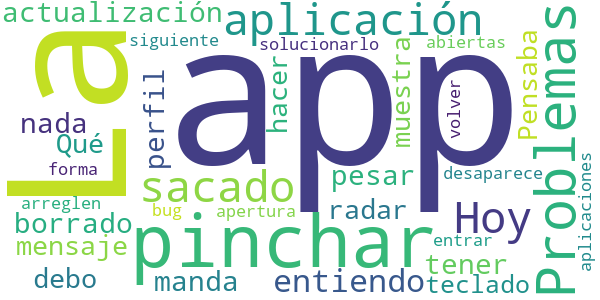 actualización
aplicación
siguiente
solucionarlo
abiertas
La
app
Problemas
Pensaba
muestra
hacer
perfil
volver
nada
Qué
forma
sacado
pesar
desaparece
aplicaciones
arreglen
bug
apertura
radar
Hoy
borrado
mensaje
pinchar
entrar
tener
debo
manda
entiendo
teclado